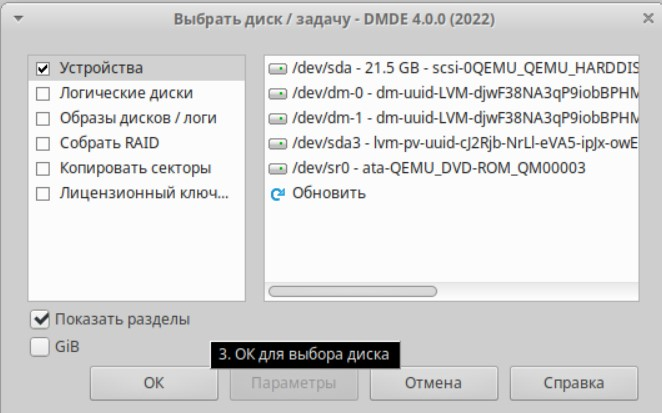 Выбрать диск / задачу - DMDE 4.0.0 (2022)
Устройства
Логические диски
Образы дисков / логи
Собрать RAID
Копировать секторы
Лицензионный ключ...
/dev/sda - 21.5 GB - scsi-0QEMU_QEMU_HARDDIS
/dev/dm-0 - dm-uuid-LVM-djwF38NA3qP9iobBPHM
/dev/dm-1 - dm-uuid-LVM-djwF38NA3qP9iobBPHM
/dev/sda3 - lvm-pv-uuid-cJ2Rjb-NrLl-eVA5-ipJx-owE
/dev/sr0 - ata-QEMU_DVD-ROM_QM00003
Обновить
Показать разделы
GiB
3. ОК для выбора диска
ОК
Параметры
Отмена
Справка